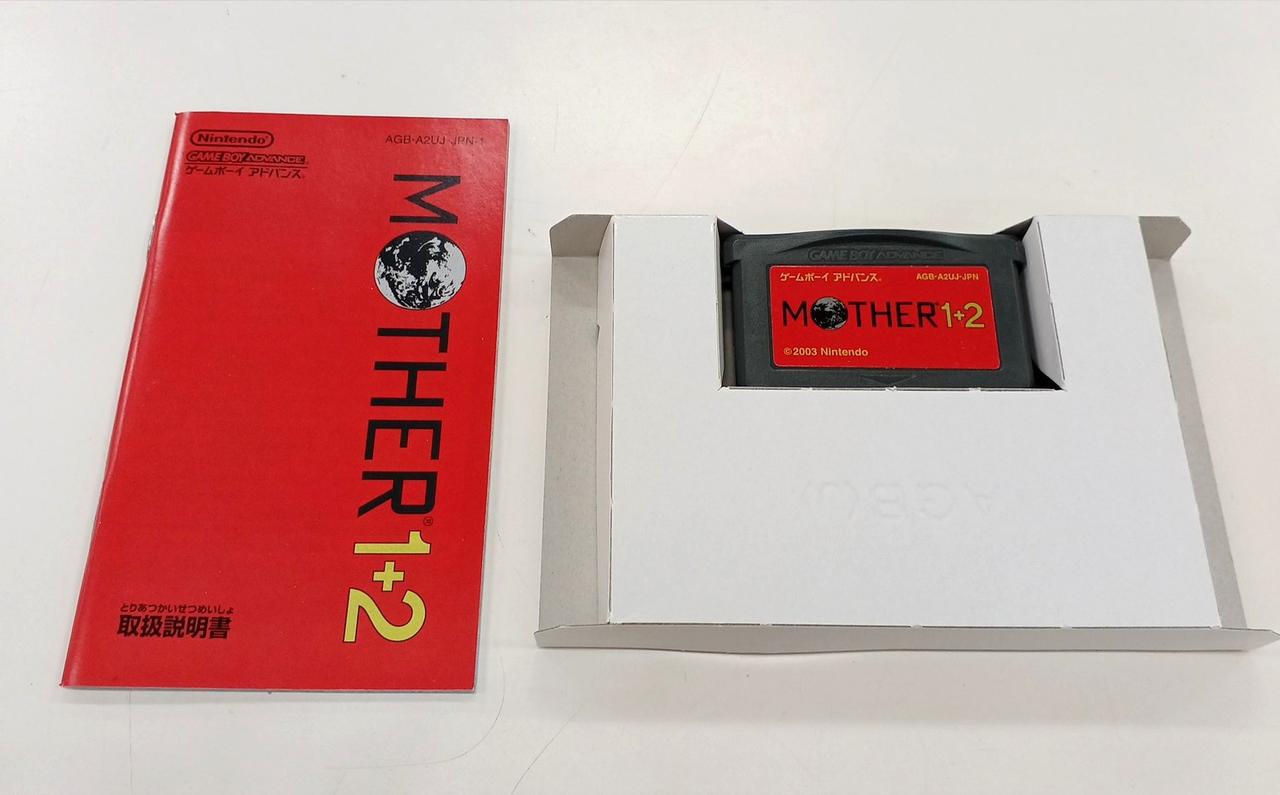 Nintendo®
AGB-A2UJ-JPN-1
GAME BOY ADVANCE
ゲームボーイ アドバンス®
MOTHER®1+2
とりあつかいせつめいしょ
取扱説明書
GAME BOY ADVANCE
ゲームボーイ アドバンス® AGB-A2UJ-JPN
MOTHER®1+2
©2003 Nintendo
AGB(J)